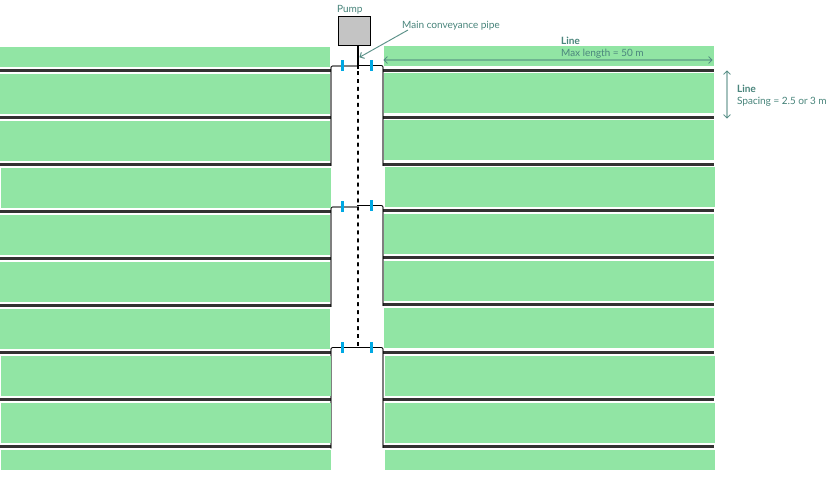 Pump
Main conveyance pipe
Line
Max length = 50 m
Line
Spacing = 2.5 or 3 m